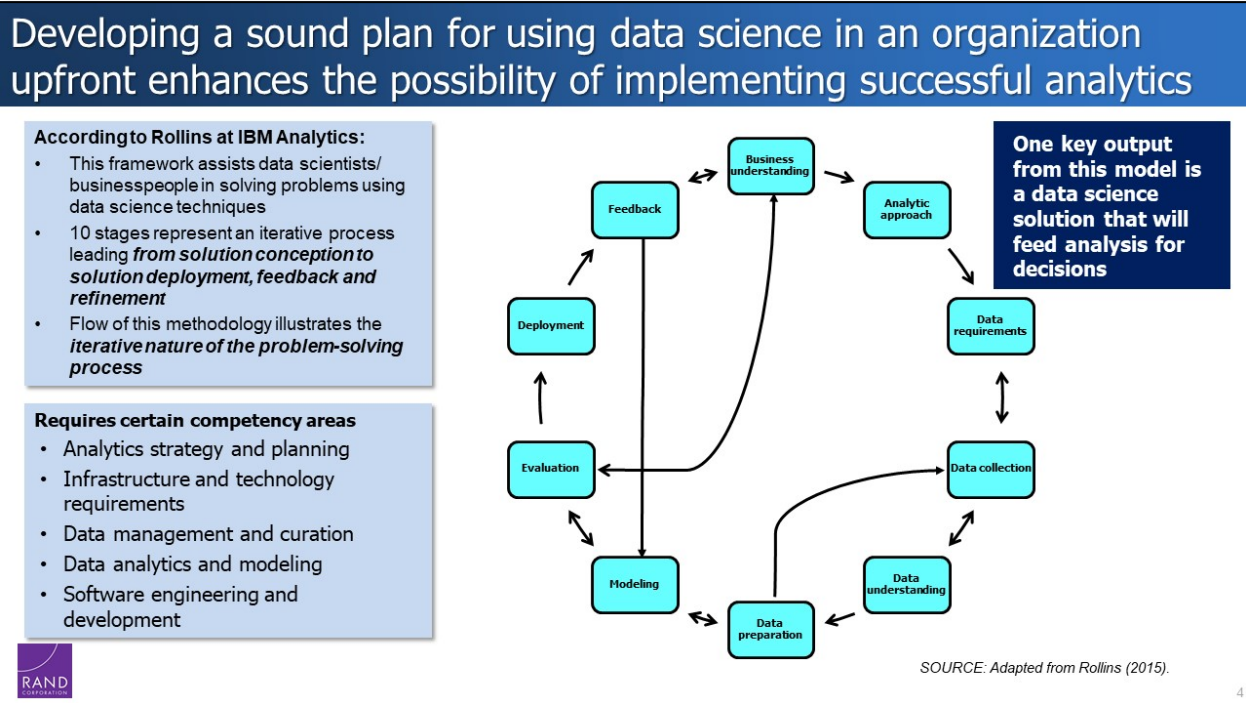 Developing a sound plan for using data science in an organization
upfront enhances the possibility of implementing successful analytics
According to Rollins at IBM Analytics:
• This framework assists data scientists/
businesspeople in solving problems using
data science techniques
• 10 stages represent an iterative process
leading from solution conception to
solution deployment, feedback and
refinement
• Flow of this methodology illustrates the
iterative nature of the problem-solving
process
Requires certain competency areas
• Analytics strategy and planning
• Infrastructure and technology
requirements
• Data management and curation
• Data analytics and modeling
• Software engineering and
development
Business
understanding
Analytic
approach
Data
requirements
Data collection
Data
understanding
Data
preparation
Modeling
Evaluation
Deployment
Feedback
One key output
from this model is
a data science
solution that will
feed analysis for
decisions
SOURCE: Adapted from Rollins (2015).
RAND
CORPORATION
4